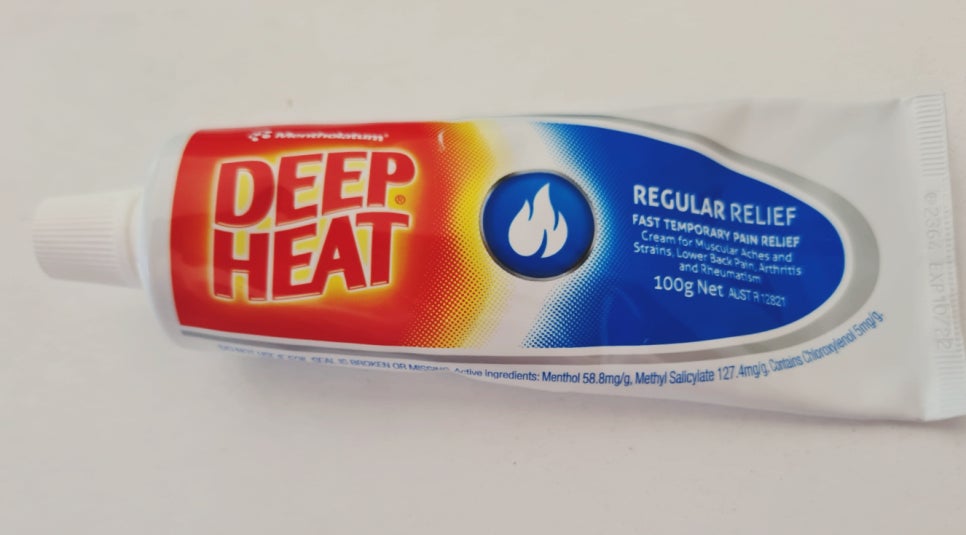 Mentholatum®
DEEP
HEAT®
REGULAR RELIEF
FAST TEMPORARY PAIN RELIEF
Cream for Muscular Aches and
Strains, Lower Back Pain, Arthritis
and Rheumatism
100g Net AUST R 12821
DO NOT USE IF FOIL SEAL IS BROKEN OR MISSING. Active Ingredients: Menthol 58.8mg/g, Methyl Salicylate 127.4mg/g. Contains Chloroxylenol 5mg/g.
EXP10/22